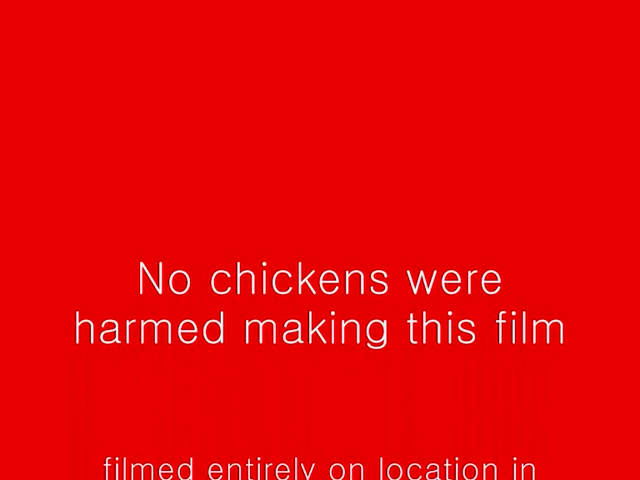 No chickens were
harmed making this film
filmed entirely on location in